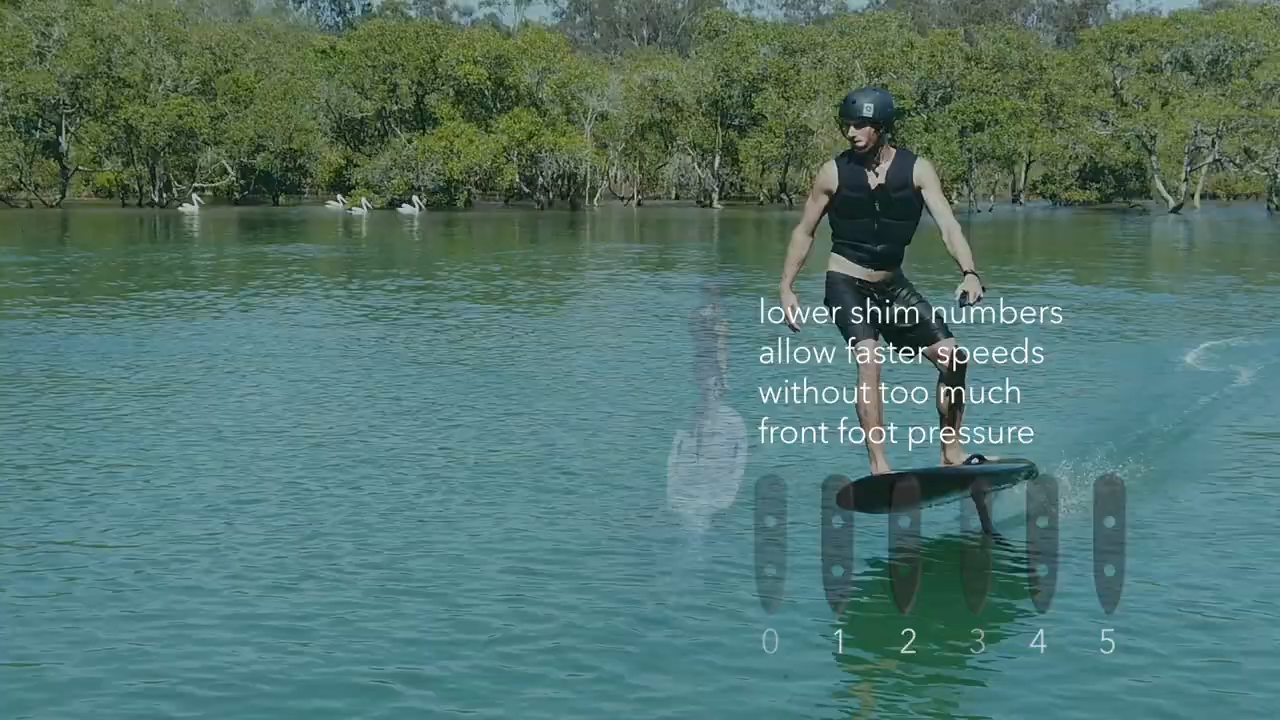 lower shim numbers
allow faster speeds
without too much
front foot pressure
0 1 2 3 4 5